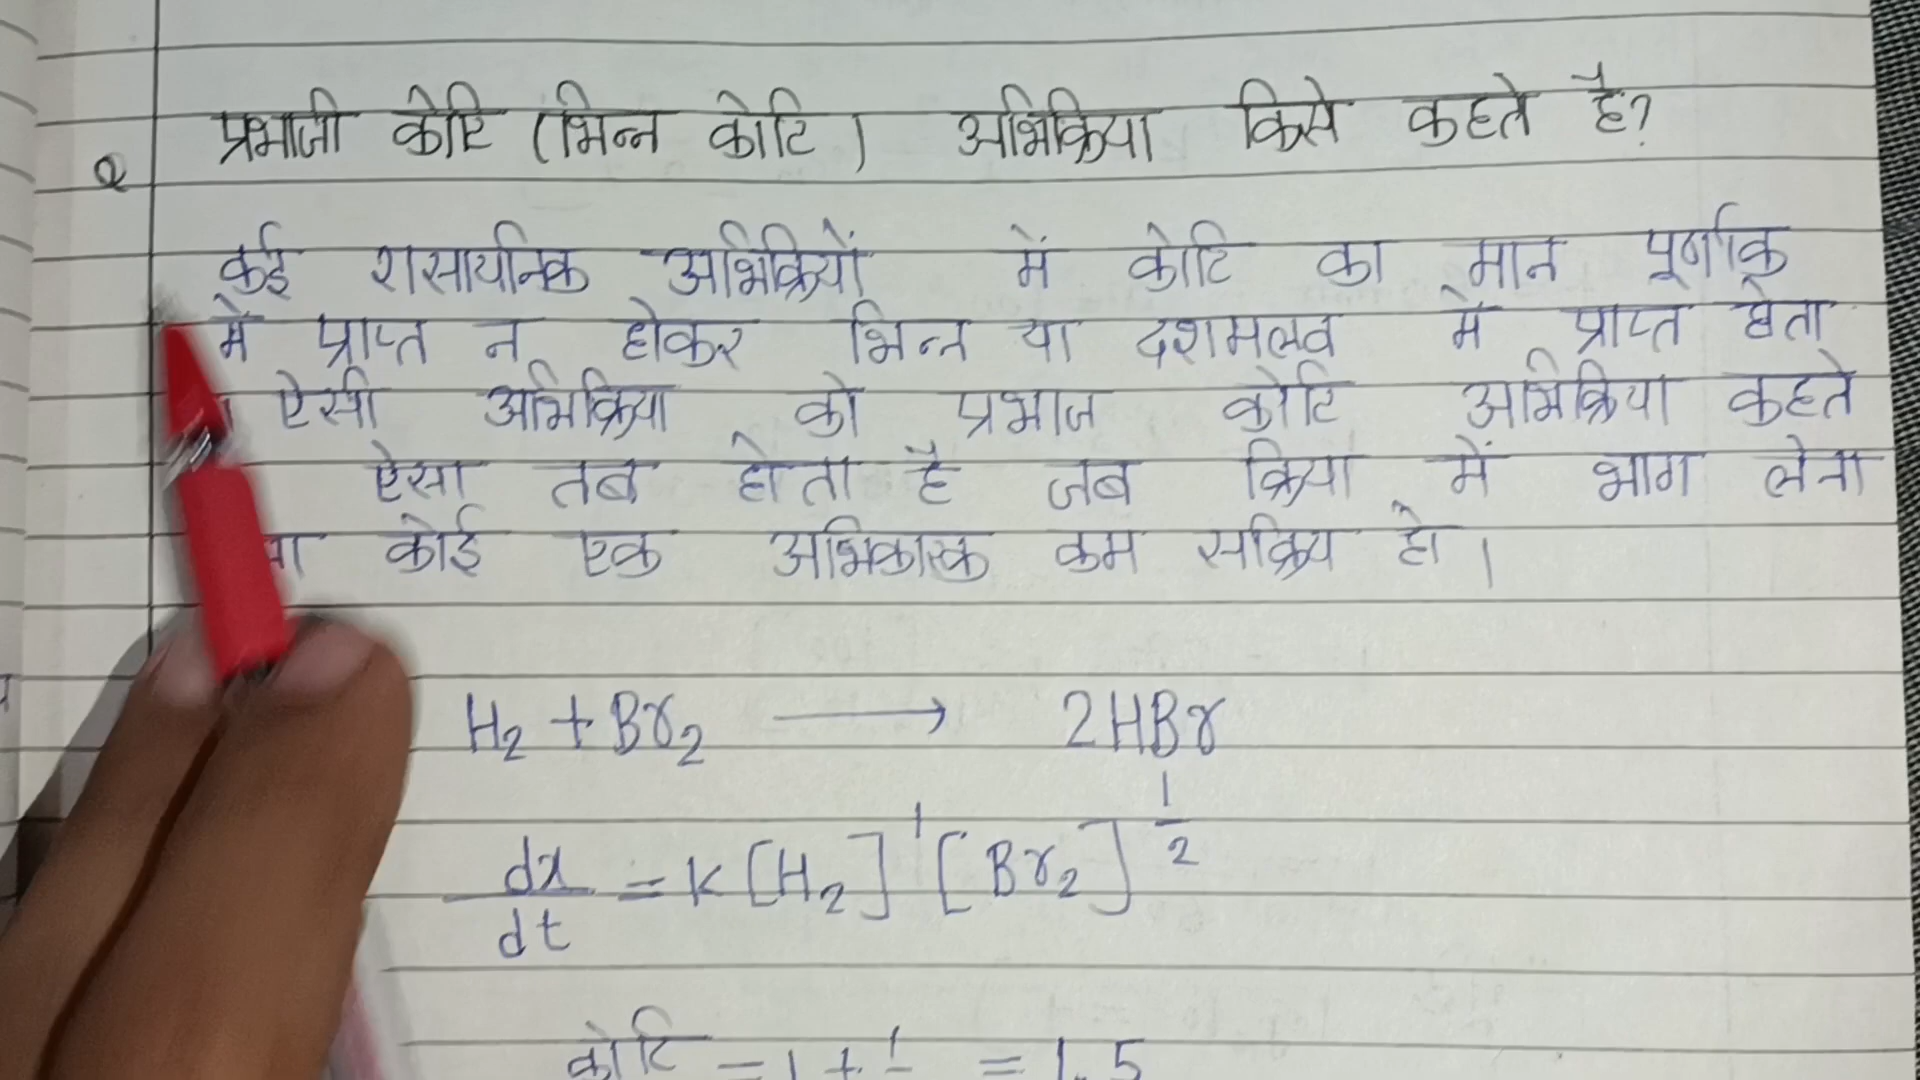 Q प्रभाजी कोटि (भिन्न कोटि) अभिक्रिया किसे कहते है?
कई रासायनिक अभिक्रियों में कोटि का मान पूर्णांक
में प्राप्त न होकर भिन्न या दशमलव में प्राप्त होता
ऐसी अभिक्रिया को प्रभाज कोटि अभिक्रिया कहते
ऐसा तब होता है जब क्रिया में भाग लेना
कोई एक अभिकारक कम सक्रिय हो।
H₂ + Br₂ ⟶ 2HBr
dx/dt = K[H₂]¹ [Br₂]^1/2
कोटि = 1 + 1 = 1.5